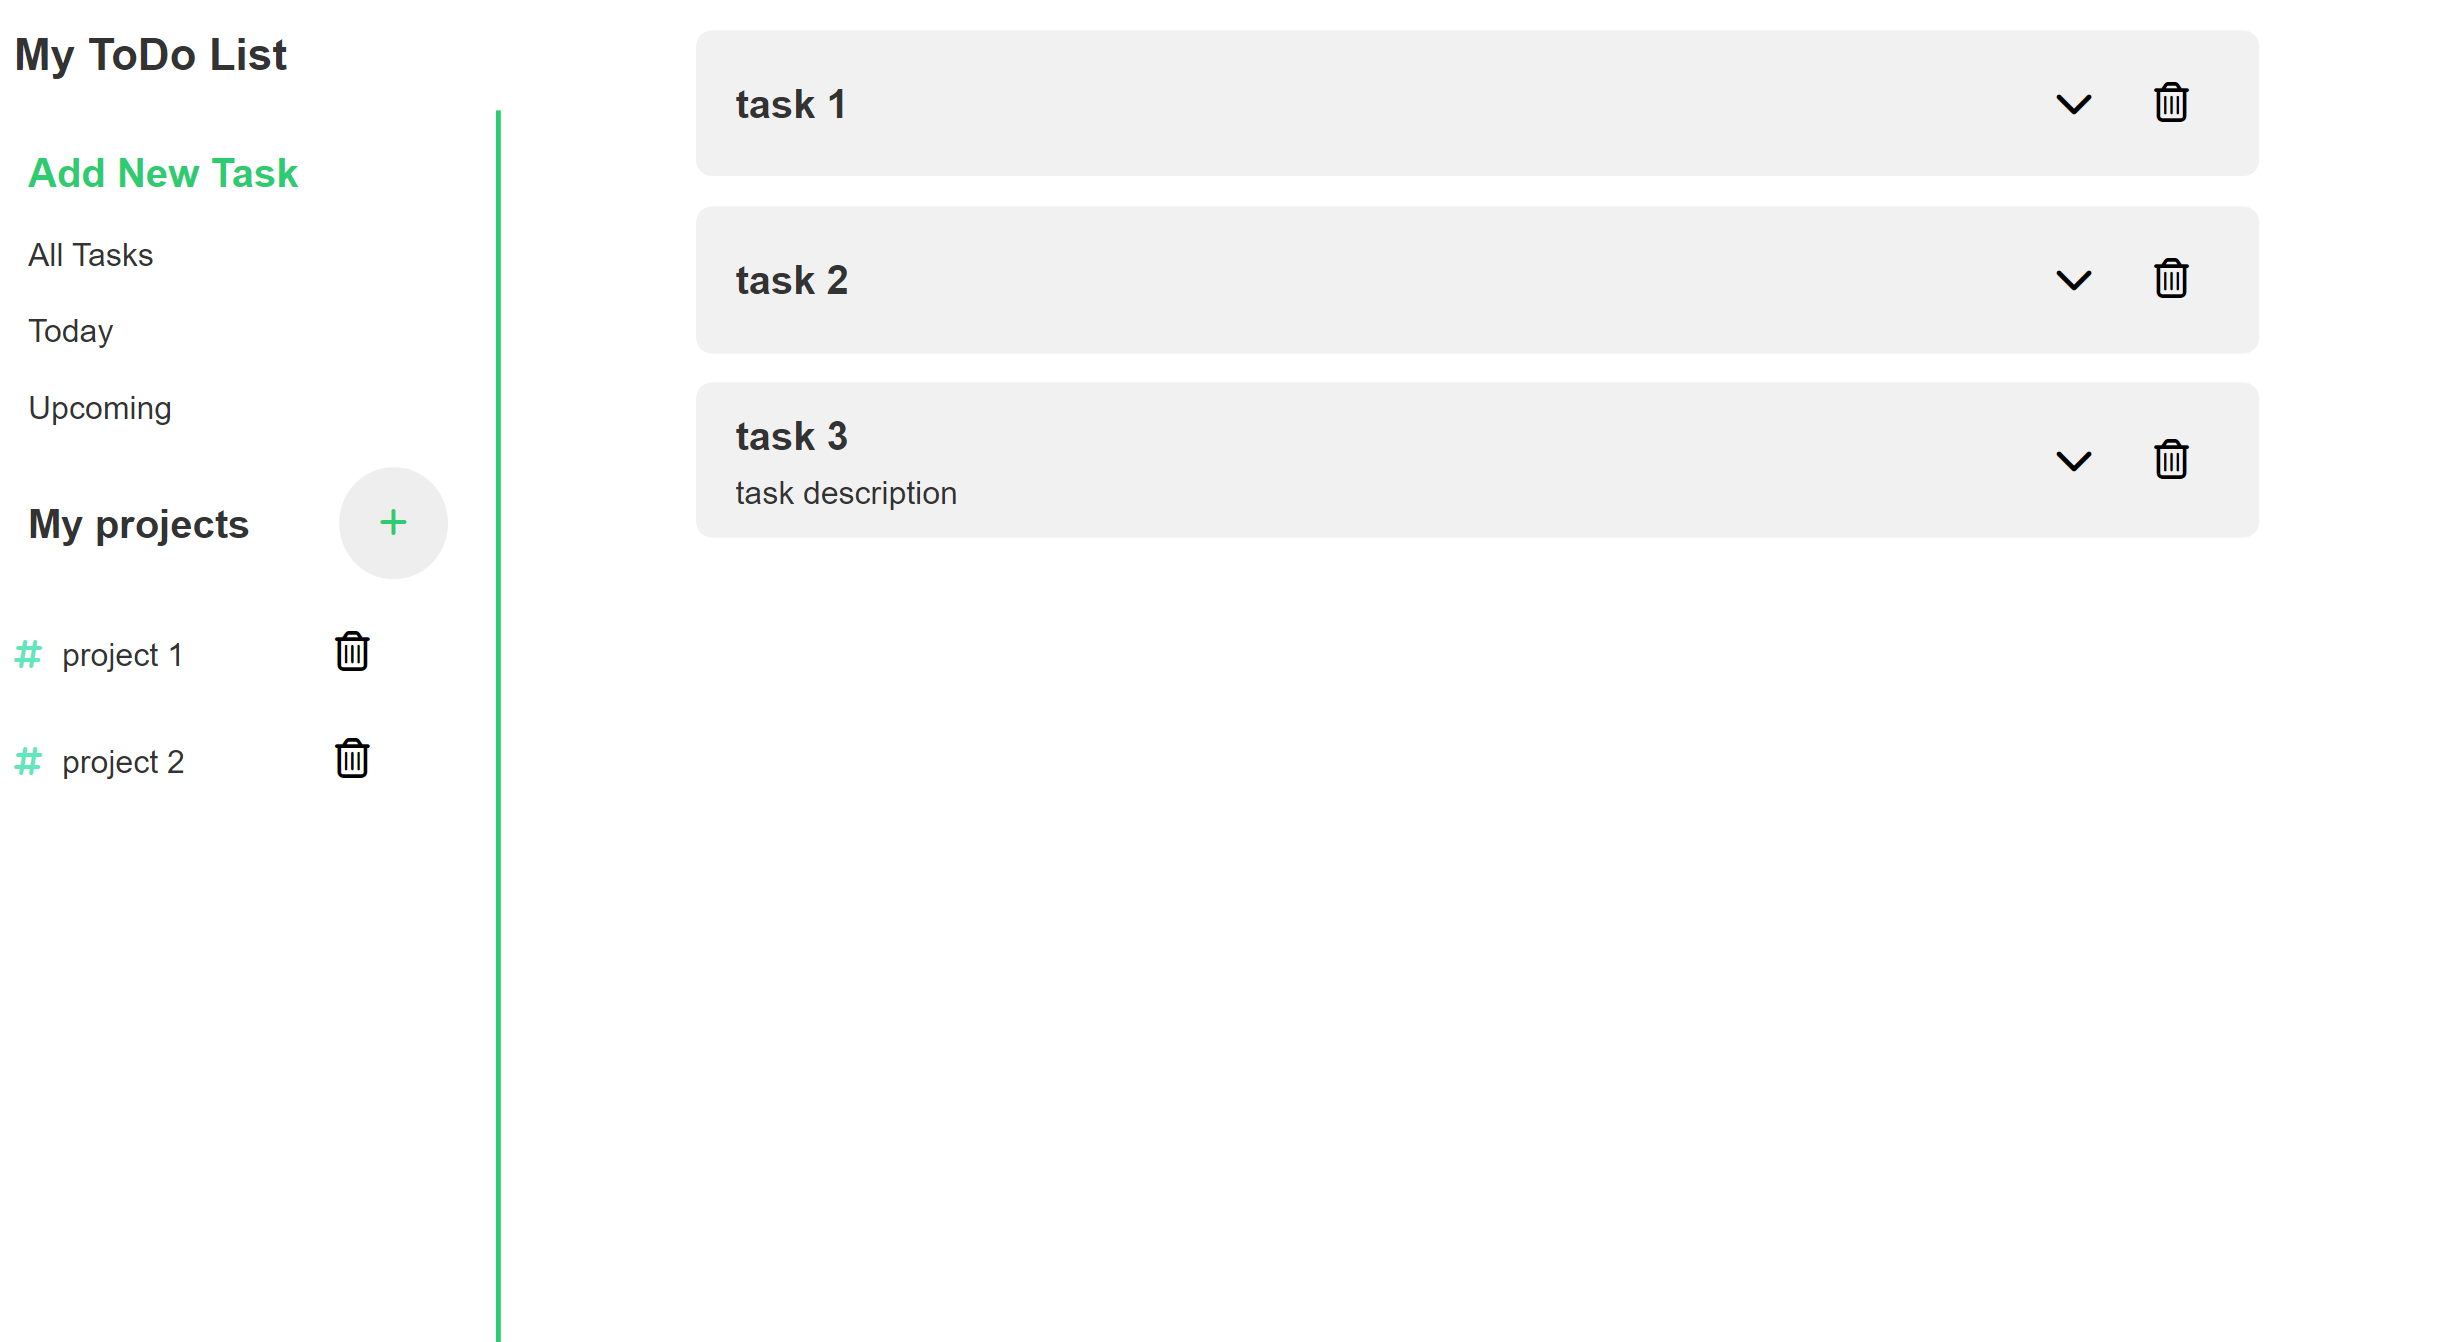 My ToDo List
Add New Task
All Tasks
Today
Upcoming
My projects
+
# project 1
# project 2
task 1
task 2
task 3
task description